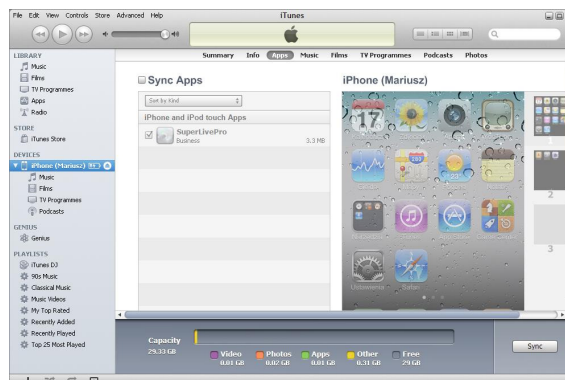 File Edit View Controls Store Advanced Help
iTunes
Summary Info Apps Music Films TV Programmes Podcasts Photos
LIBRARY
Music
Films
TV Programmes
Apps
Radio
STORE
iTunes Store
DEVICES
iPhone (Mariusz)
Music
Films
TV Programmes
Podcasts
GENIUS
Genius
PLAYLISTS
iTunes DJ
90s Music
Classical Music
Music Videos
My Top Rated
Recently Added
Recently Played
Top 25 Most Played
Sync Apps
Sort by Kind
iPhone and iPod touch Apps
SuperLivePro
Business
3.3 MB
iPhone (Mariusz)
17
Ustawienia
Safari
1
2
3
Capacity
29.33 GB
Video
0.01 GB
Photos
0.02 GB
Apps
0.01 GB
Other
0.31 GB
Free
29 GB
Sync